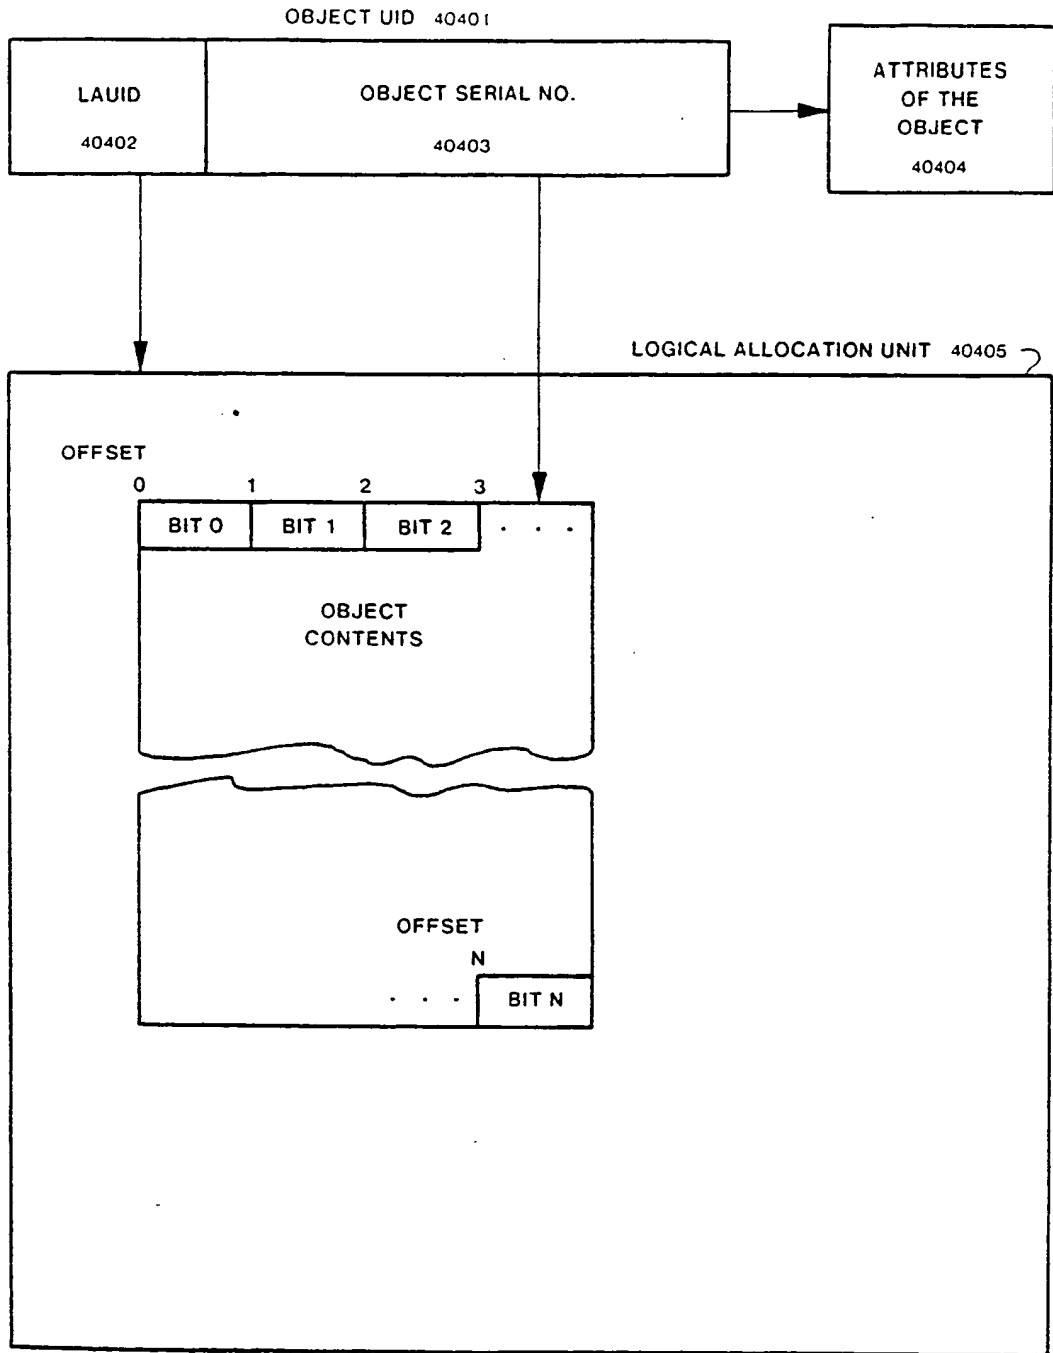 OBJECT UID 40401
LAUID
40402
OBJECT SERIAL NO.
40403
ATTRIBUTES
OF THE
OBJECT
40404
LOGICAL ALLOCATION UNIT 40405
OFFSET
0 1 2 3
BIT 0 BIT 1 BIT 2 . . .
OBJECT
CONTENTS
OFFSET
N
. . . BIT N